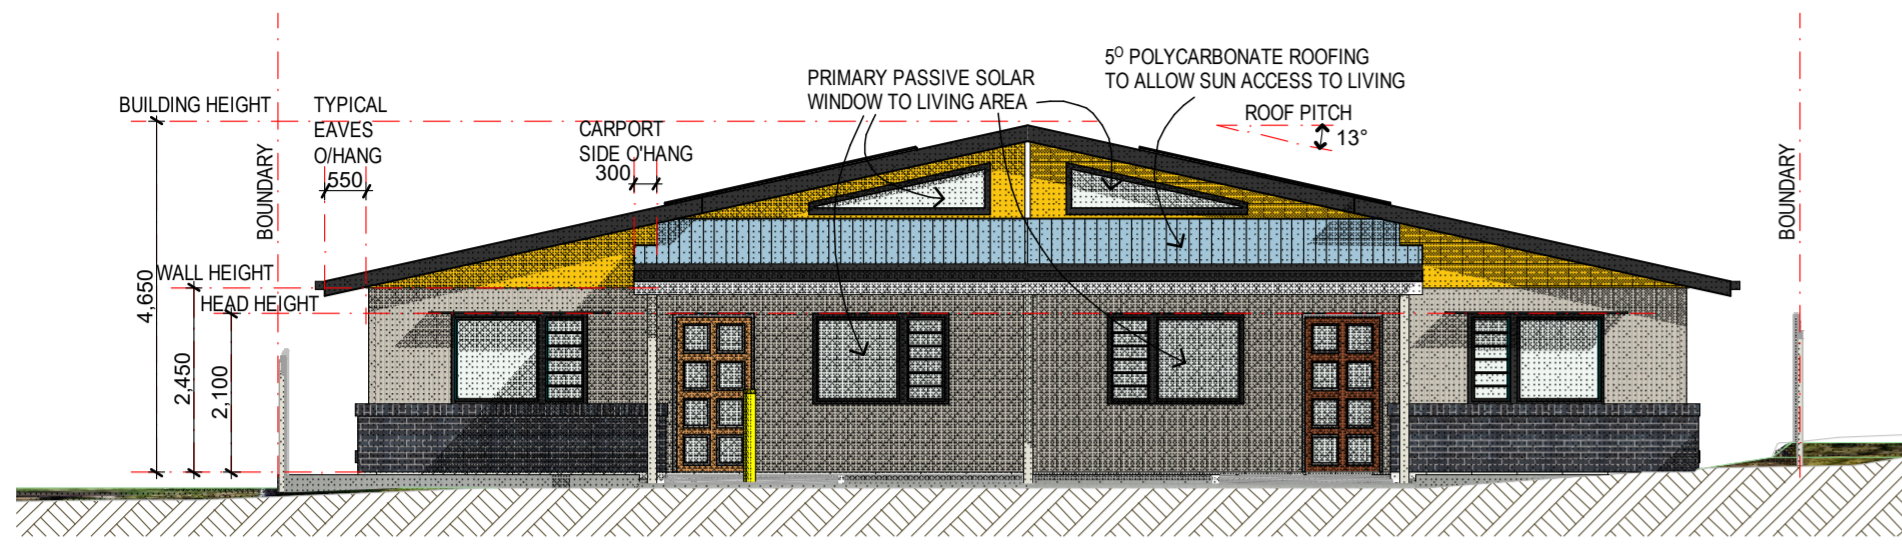 5⁰ POLYCARBONATE ROOFING
TO ALLOW SUN ACCESS TO LIVING
PRIMARY PASSIVE SOLAR
WINDOW TO LIVING AREA
BUILDING HEIGHT
TYPICAL
EAVES
O/HANG
550
CARPORT
SIDE O'HANG
300
ROOF PITCH
13°
BOUNDARY
BOUNDARY
WALL HEIGHT
HEAD HEIGHT
4,650
2,450
2,100